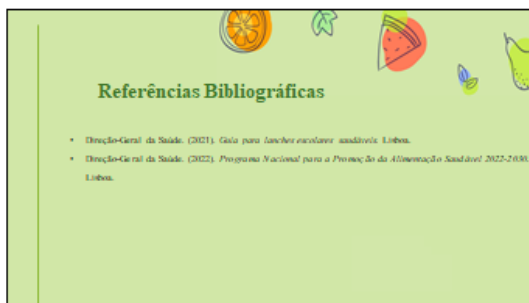 Referências Bibliográficas
• Direção-Geral da Saúde. (2021). Guia para lanches escolares saudáveis. Lisboa.
• Direção-Geral da Saúde. (2022). Programa Nacional para a Promoção da Alimentação Saudável 2022-2030.
Lisboa.